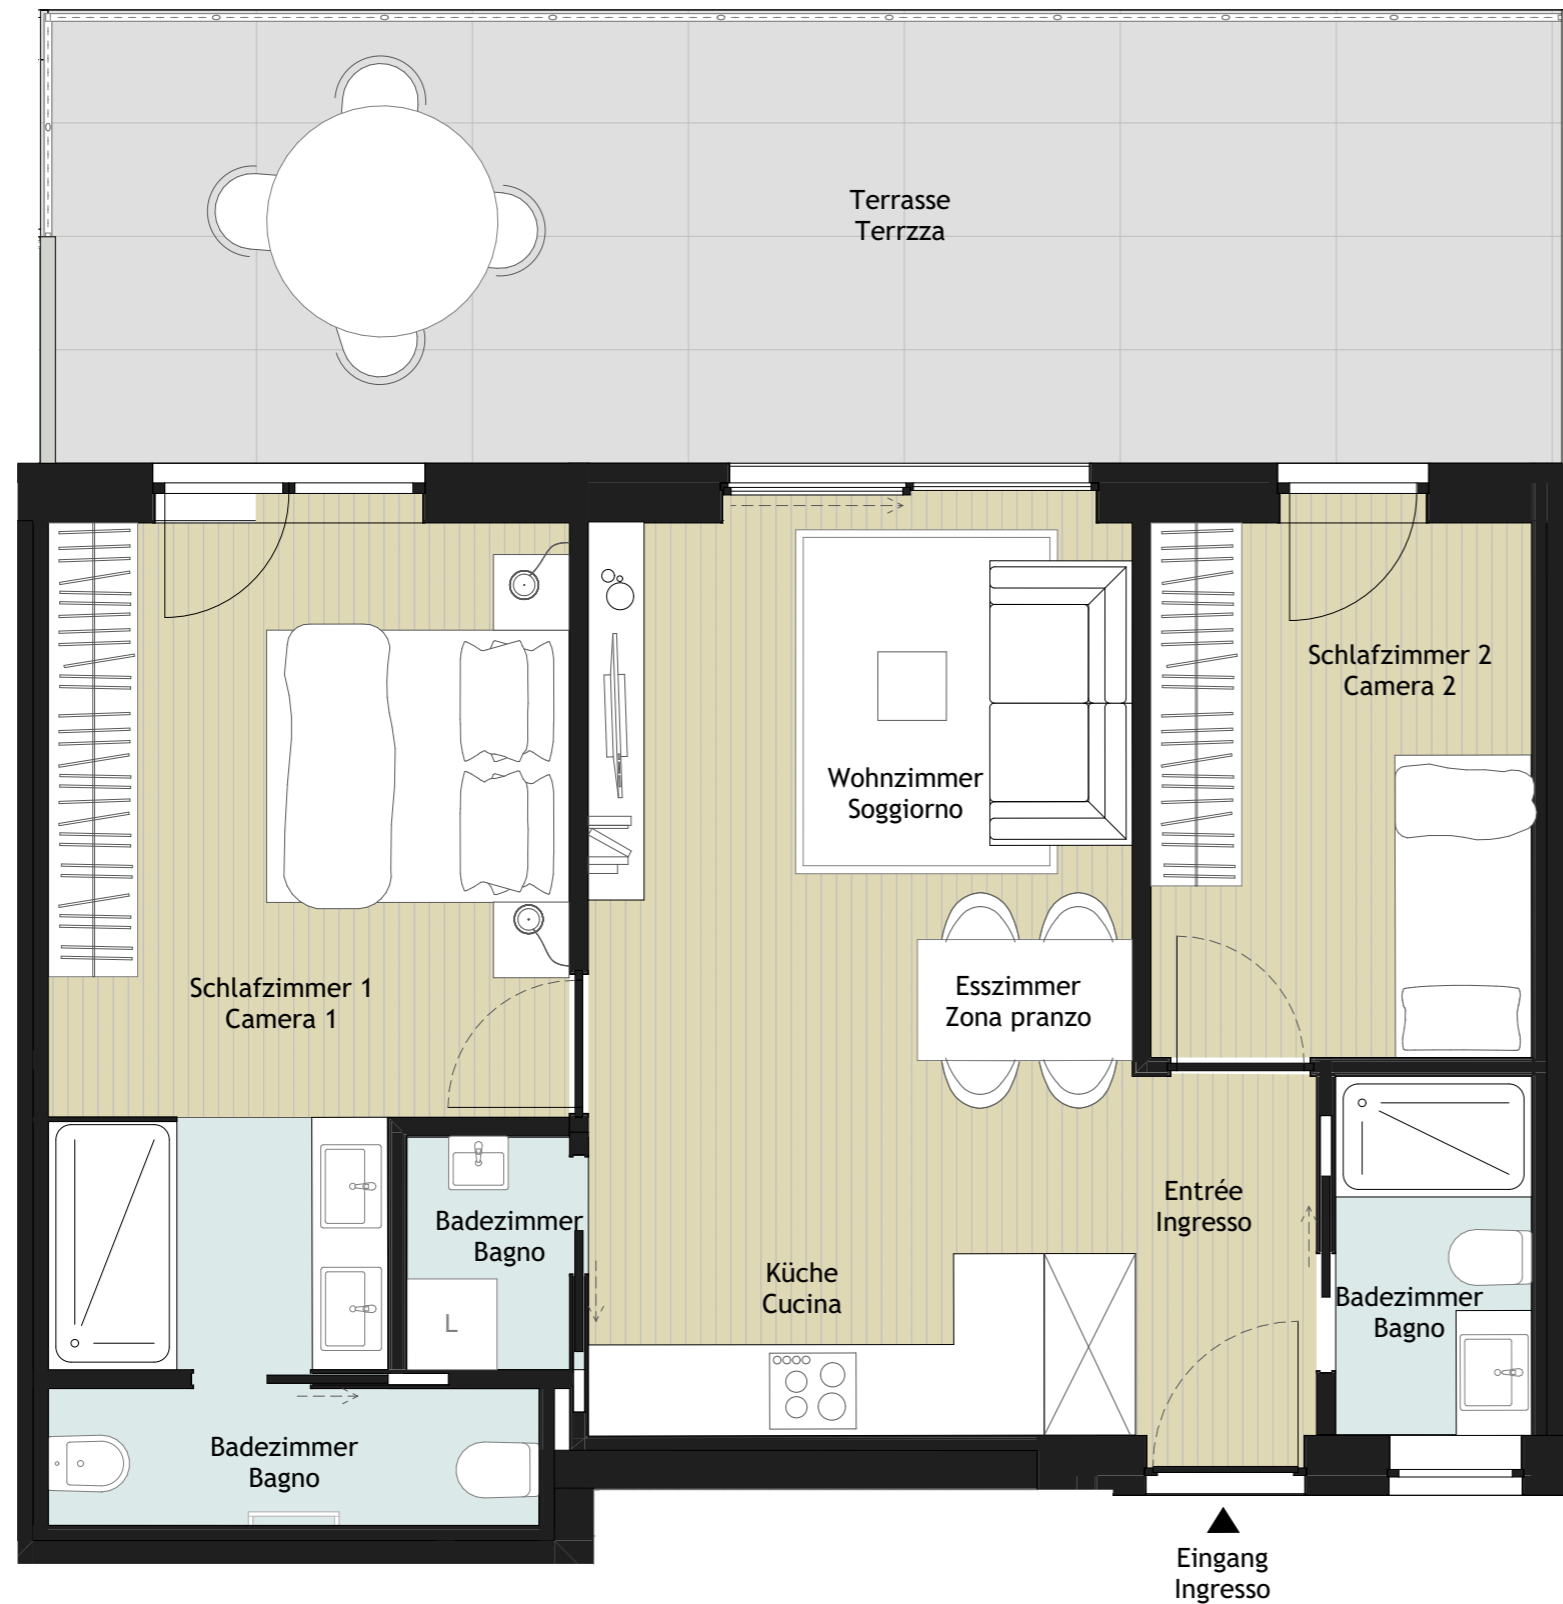 Terrasse
Terrzza
Schlafzimmer 2
Camera 2
Wohnzimmer
Soggiorno
Schlafzimmer 1
Camera 1
Esszimmer
Zona pranzo
Entrée
Ingresso
Badezimmer
Bagno
L
Küche
Cucina
Badezimmer
Bagno
Badezimmer
Bagno
Eingang
Ingresso